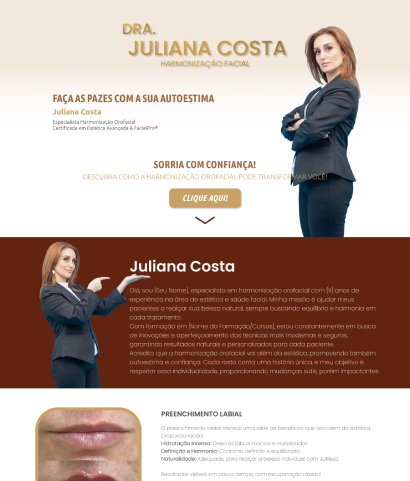 DRA.
JULIANA COSTA
HARMONIZAÇÃO FACIAL
FAÇA AS PAZES COM A SUA AUTOESTIMA
Juliana Costa
Especialista Harmonização Orofacial
Certificada em Estética Avançada & FacialPro®
SORRIA COM CONFIANÇA!
DESCUBRA COMO A HARMONIZAÇÃO OROFACIAL PODE TRANSFORMAR VOCÊ!
CLIQUE AQUI!
Juliana Costa
Olá, sou [Seu Nome], especialista em harmonização orofacial com [X] anos de
experiência na área de estética e saúde facial. Minha missão é ajudar meus
pacientes a realçar sua beleza natural, sempre buscando equilíbrio e harmonia em
cada tratamento.
Com formação em [Nome da Formação/Cursos], estou constantemente em busca
de inovações e aperfeiçoamento das técnicas mais modernas e seguras,
garantindo resultados naturais e personalizados para cada paciente.
Acredito que a harmonização orofacial vai além da estética, promovendo também
autoestima e confiança. Cada rosto conta uma história única, e meu objetivo é
respeitar essa individualidade, proporcionando mudanças sutis, porém impactantes.
PREENCHIMENTO LABIAL
O preenchimento labial oferece uma série de benefícios que vão além da estética,
proporcionando:
Hidratação Intensa: Deixa os lábios macios e revitalizados.
Definição e Harmonia: Contorno definido e equilibrado.
Naturalidade: Adequado para realçar a beleza individual com sutileza.
Resultados visíveis em pouco tempo, com recuperação rápida!